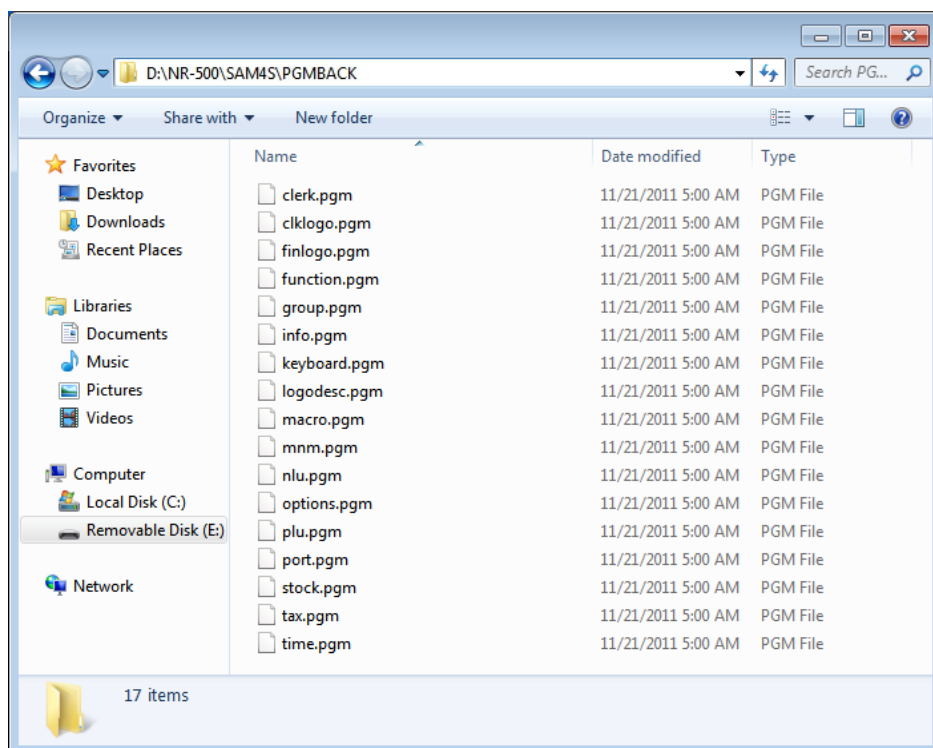 D:\NR-500\SAM4S\PGMBACK
Search PG...
Organize Share with New folder
Favorites
Desktop
Downloads
Recent Places
Libraries
Documents
Music
Pictures
Videos
Computer
Local Disk (C:)
Removable Disk (E:)
Network
Name Date modified Type
clerk.pgm 11/21/2011 5:00 AM PGM File
clklogo.pgm 11/21/2011 5:00 AM PGM File
finlogo.pgm 11/21/2011 5:00 AM PGM File
function.pgm 11/21/2011 5:00 AM PGM File
group.pgm 11/21/2011 5:00 AM PGM File
info.pgm 11/21/2011 5:00 AM PGM File
keyboard.pgm 11/21/2011 5:00 AM PGM File
logodesc.pgm 11/21/2011 5:00 AM PGM File
macro.pgm 11/21/2011 5:00 AM PGM File
mnm.pgm 11/21/2011 5:00 AM PGM File
nlu.pgm 11/21/2011 5:00 AM PGM File
options.pgm 11/21/2011 5:00 AM PGM File
plu.pgm 11/21/2011 5:00 AM PGM File
port.pgm 11/21/2011 5:00 AM PGM File
stock.pgm 11/21/2011 5:00 AM PGM File
tax.pgm 11/21/2011 5:00 AM PGM File
time.pgm 11/21/2011 5:00 AM PGM File
17 items